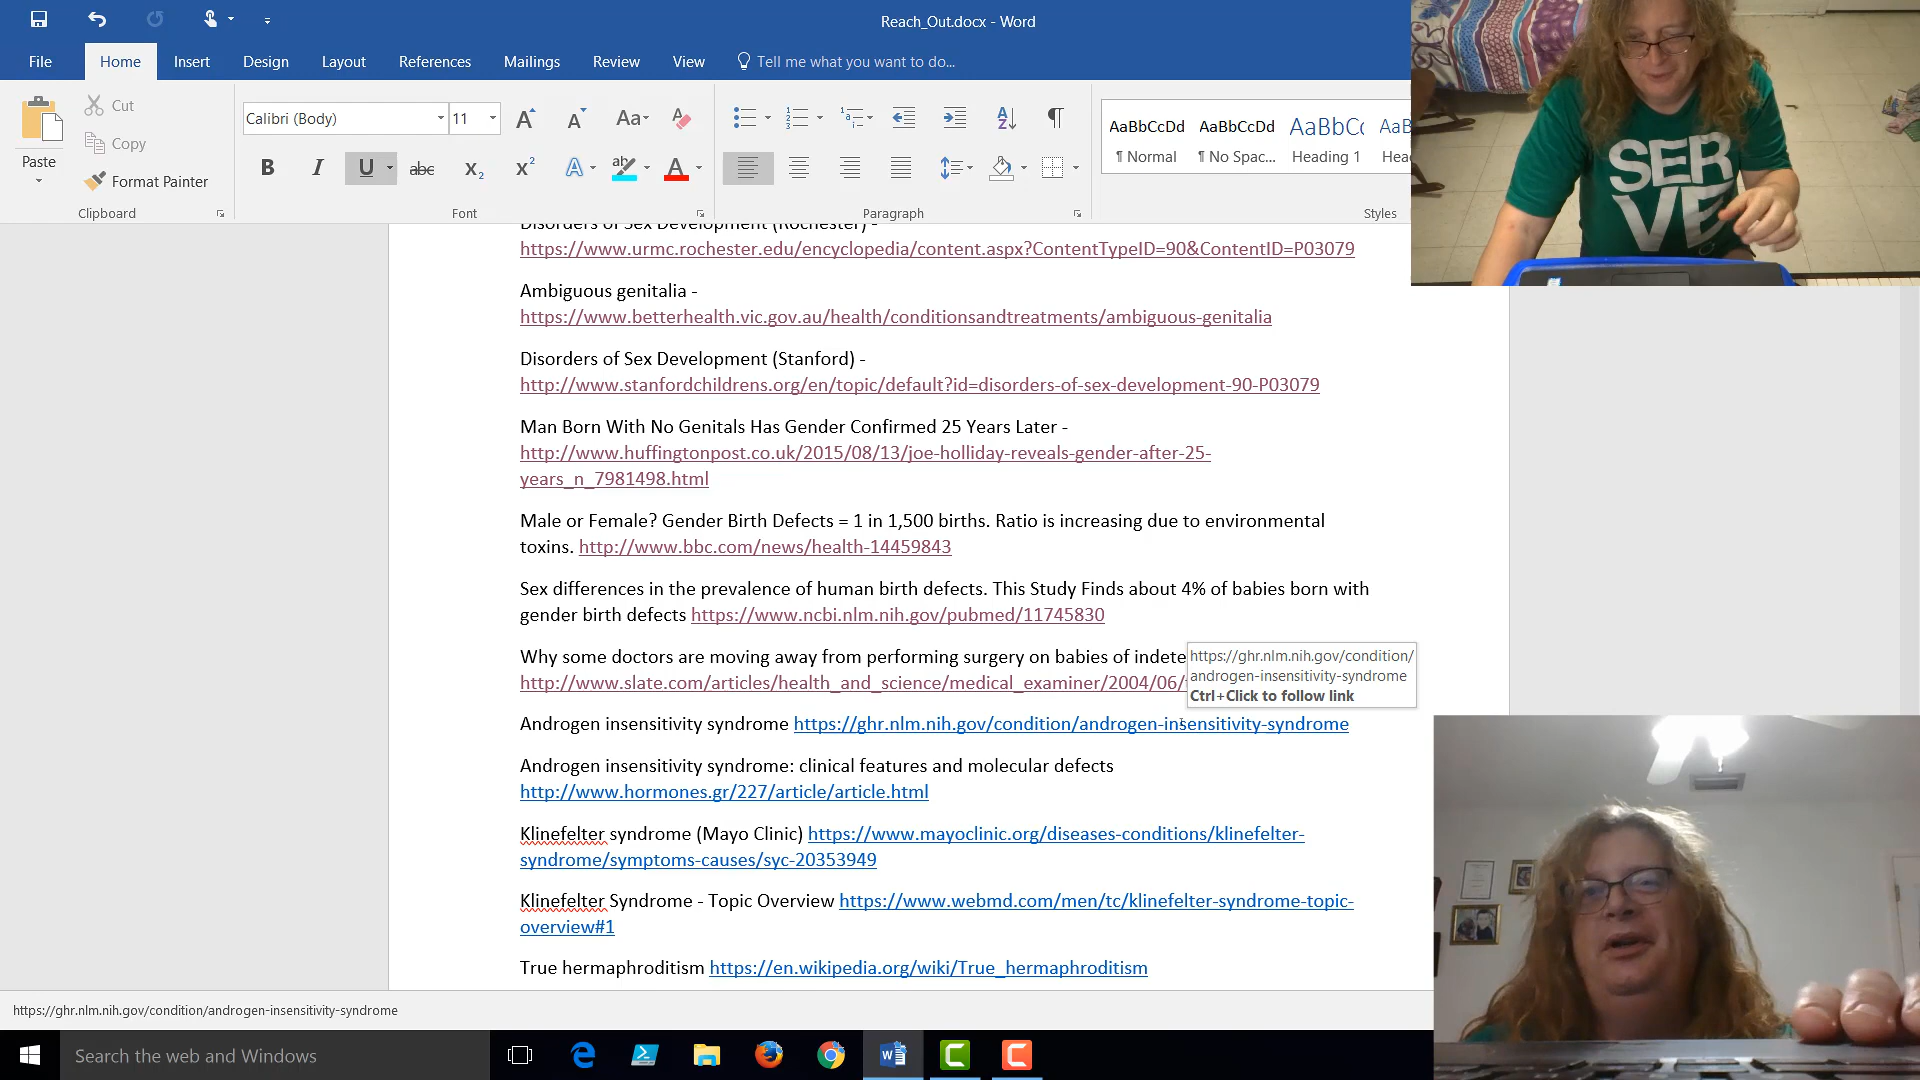 Reach_Out.docx - Word
File Home Insert Design Layout References Mailings Review View Tell me what you want to do...
Paste
Cut
Copy
Format Painter
Clipboard
Calibri (Body) 11
Font
Paragraph
AaBbCcDd AaBbCcDd AaBbCc AaB
¶ Normal ¶ No Spac... Heading 1 Hea
Styles
SER
VE
Disorders of Sex Development (Rochester) -
https://www.urmc.rochester.edu/encyclopedia/content.aspx?ContentTypeID=90&ContentID=P03079
Ambiguous genitalia -
https://www.betterhealth.vic.gov.au/health/conditionsandtreatments/ambiguous-genitalia
Disorders of Sex Development (Stanford) -
http://www.stanfordchildrens.org/en/topic/default?id=disorders-of-sex-development-90-P03079
Man Born With No Genitals Has Gender Confirmed 25 Years Later -
http://www.huffingtonpost.co.uk/2015/08/13/joe-holliday-reveals-gender-after-25-
years_n_7981498.html
Male or Female? Gender Birth Defects = 1 in 1,500 births. Ratio is increasing due to environmental
toxins. http://www.bbc.com/news/health-14459843
Sex differences in the prevalence of human birth defects. This Study Finds about 4% of babies born with
gender birth defects https://www.ncbi.nlm.nih.gov/pubmed/11745830
Why some doctors are moving away from performing surgery on babies of indete
http://www.slate.com/articles/health_and_science/medical_examiner/2004/06/
https://ghr.nlm.nih.gov/condition/
androgen-insensitivity-syndrome
Ctrl+Click to follow link
Androgen insensitivity syndrome https://ghr.nlm.nih.gov/condition/androgen-insensitivity-syndrome
Androgen insensitivity syndrome: clinical features and molecular defects
http://www.hormones.gr/227/article/article.html
Klinefelter syndrome (Mayo Clinic) https://www.mayoclinic.org/diseases-conditions/klinefelter-
syndrome/symptoms-causes/syc-20353949
Klinefelter Syndrome - Topic Overview https://www.webmd.com/men/tc/klinefelter-syndrome-topic-
overview#1
True hermaphroditism https://en.wikipedia.org/wiki/True_hermaphroditism
https://ghr.nlm.nih.gov/condition/androgen-insensitivity-syndrome
Search the web and Windows